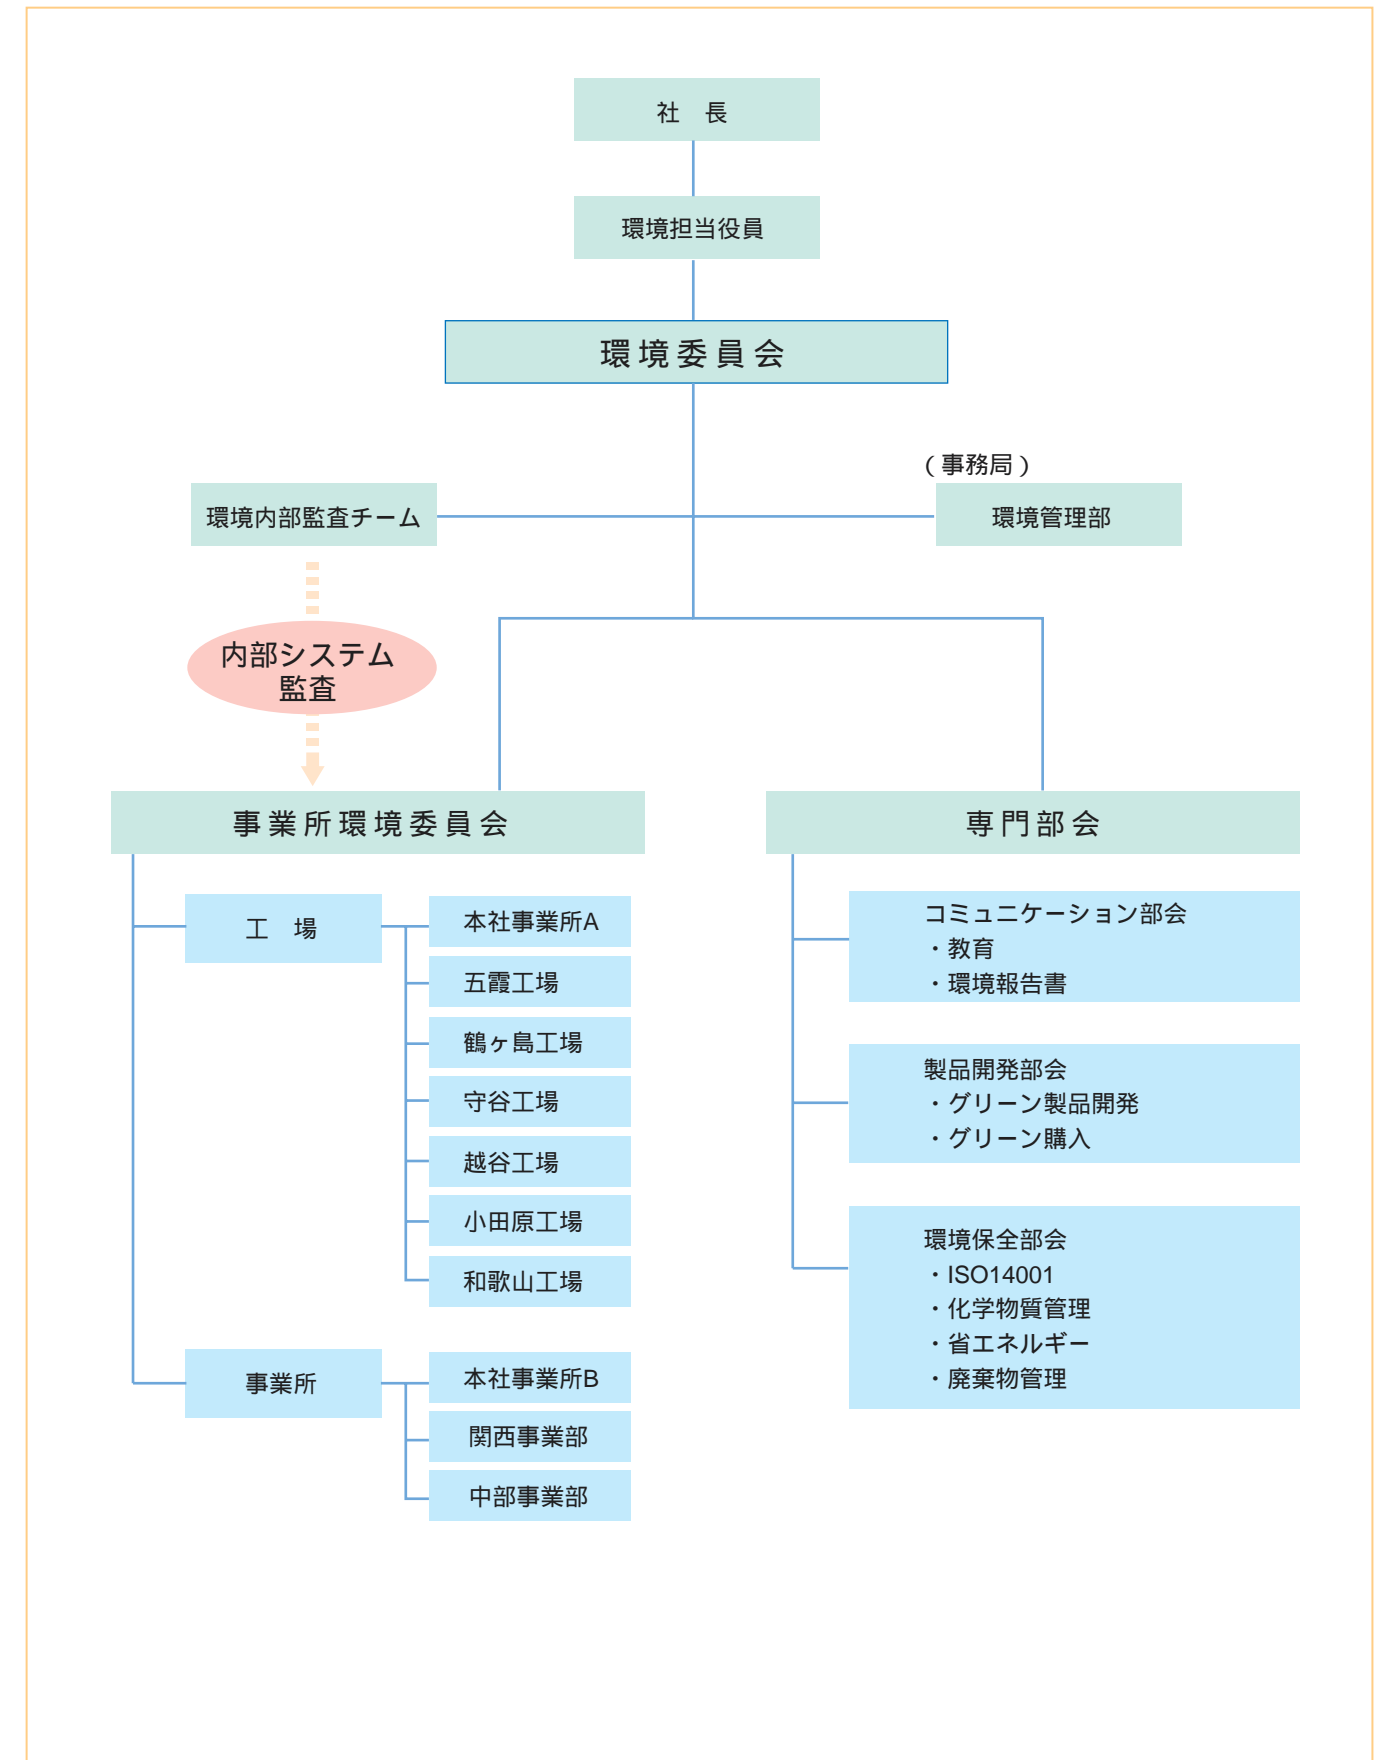 社　長
環境担当役員
環境委員会
（事務局）
環境内部監査チーム
環境管理部
内部システム
監査
事業所環境委員会
工　場
本社事業所A
五霞工場
鶴ヶ島工場
守谷工場
越谷工場
小田原工場
和歌山工場
事業所
本社事業所B
関西事業部
中部事業部
専門部会
コミュニケーション部会
・教育
・環境報告書
製品開発部会
・グリーン製品開発
・グリーン購入
環境保全部会
・ISO14001
・化学物質管理
・省エネルギー
・廃棄物管理